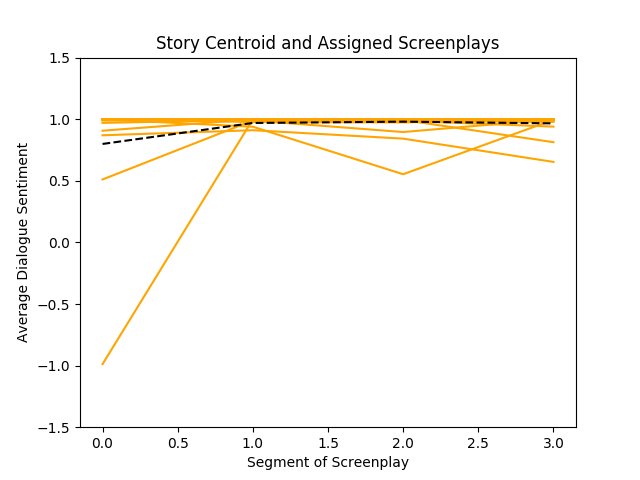 Story Centroid and Assigned Screenplays
1.5
1.0
0.5
0.0
−0.5
−1.0
−1.5
Average Dialogue Sentiment
0.0 0.5 1.0 1.5 2.0 2.5 3.0
Segment of Screenplay